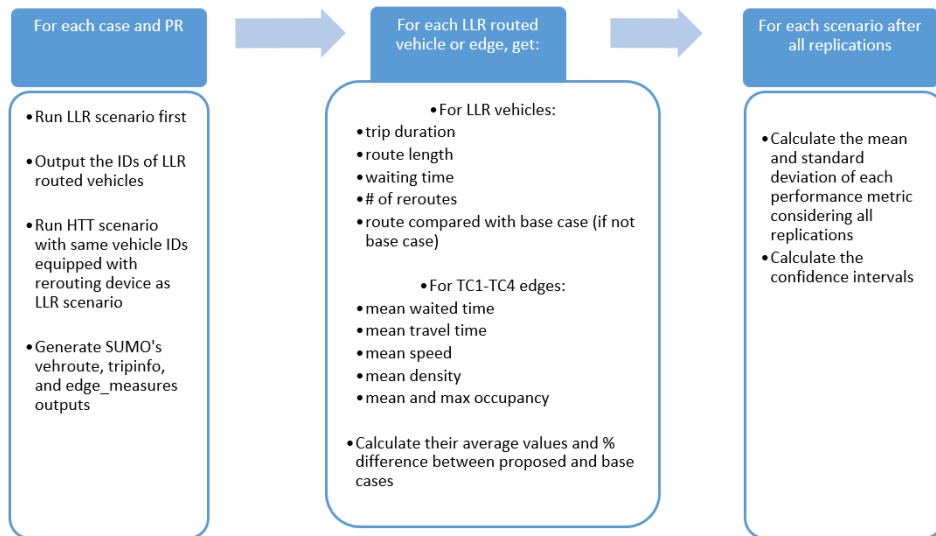 For each case and PR
•Run LLR scenario first
•Output the IDs of LLR
routed vehicles
•Run HTT scenario
with same vehicle IDs
equipped with
rerouting device as
LLR scenario
•Generate SUMO's
vehroute, tripinfo,
and edge_measures
outputs
For each LLR routed
vehicle or edge, get:
•For LLR vehicles:
•trip duration
•route length
•waiting time
•# of reroutes
•route compared with base case (if not
base case)
•For TC1-TC4 edges:
•mean waited time
•mean travel time
•mean speed
•mean density
•mean and max occupancy
•Calculate their average values and %
difference between proposed and base
cases
For each scenario after
all replications
•Calculate the mean
and standard
deviation of each
performance metric
considering all
replications
•Calculate the
confidence intervals